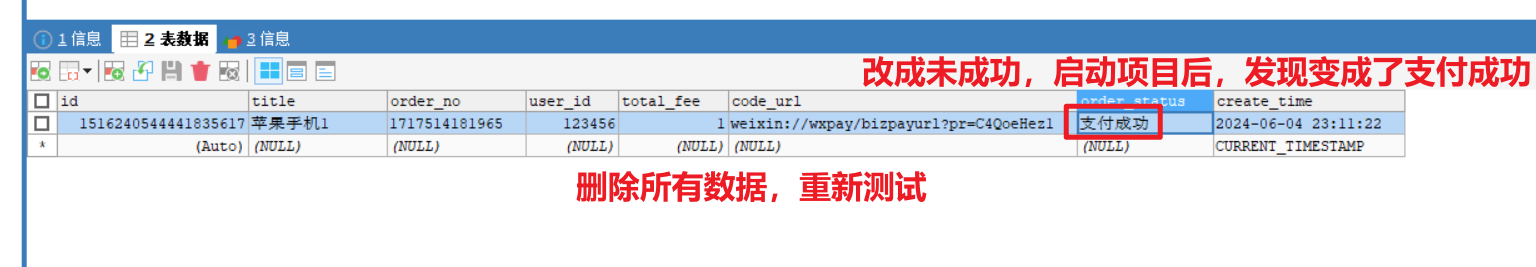 1 信息 2 表数据 3 信息
改成未成功，启动项目后，发现变成了支付成功
id title order_no user_id total_fee code_url order_status create_time
1516240544441835617 苹果手机1 1717514181965 123456 1 weixin://wxpay/bizpayurl?pr=C4QoeHezl 支付成功 2024-06-04 23:11:22
* (Auto) (NULL) (NULL) (NULL) (NULL) (NULL) (NULL) CURRENT_TIMESTAMP
删除所有数据，重新测试